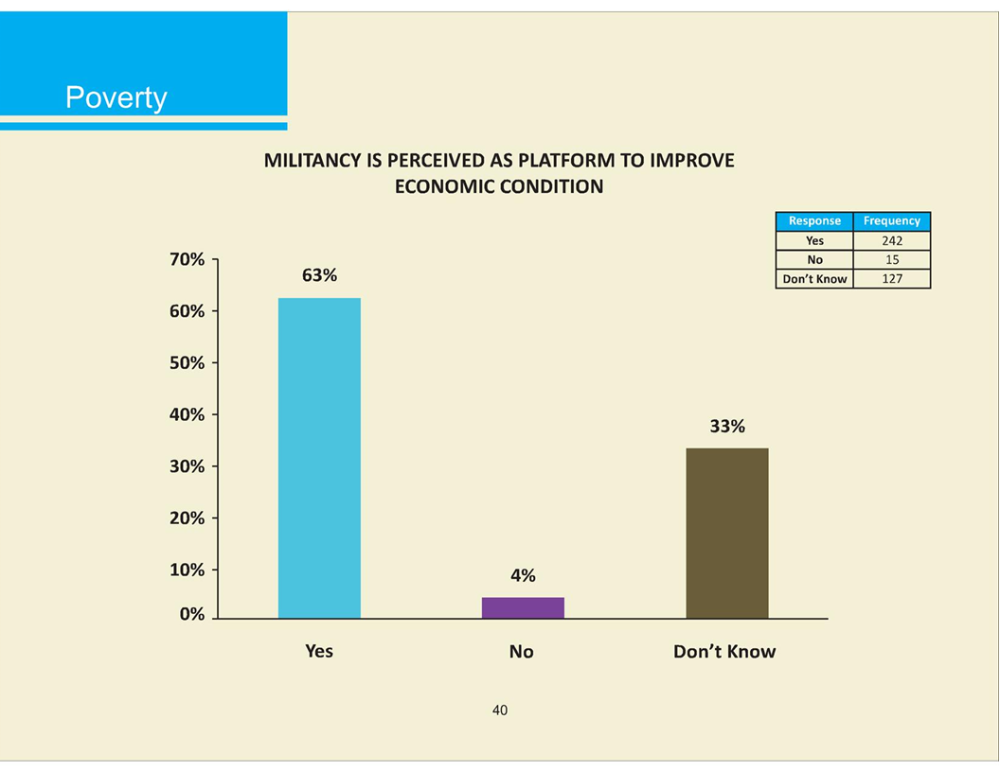 Poverty
MILITANCY IS PERCEIVED AS PLATFORM TO IMPROVE
ECONOMIC CONDITION
Response Frequency
Yes 242
No 15
Don’t Know 127
70%
60%
50%
40%
30%
20%
10%
0%
63%
4%
33%
Yes No Don’t Know
40